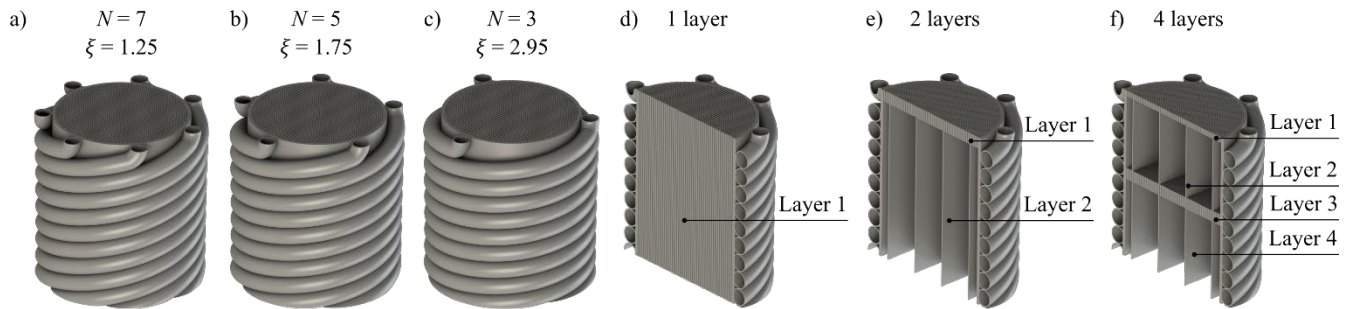 a) N = 7
ξ = 1.25
b) N = 5
ξ = 1.75
c) N = 3
ξ = 2.95
d) 1 layer
Layer 1
e) 2 layers
Layer 1
Layer 2
f) 4 layers
Layer 1
Layer 2
Layer 3
Layer 4